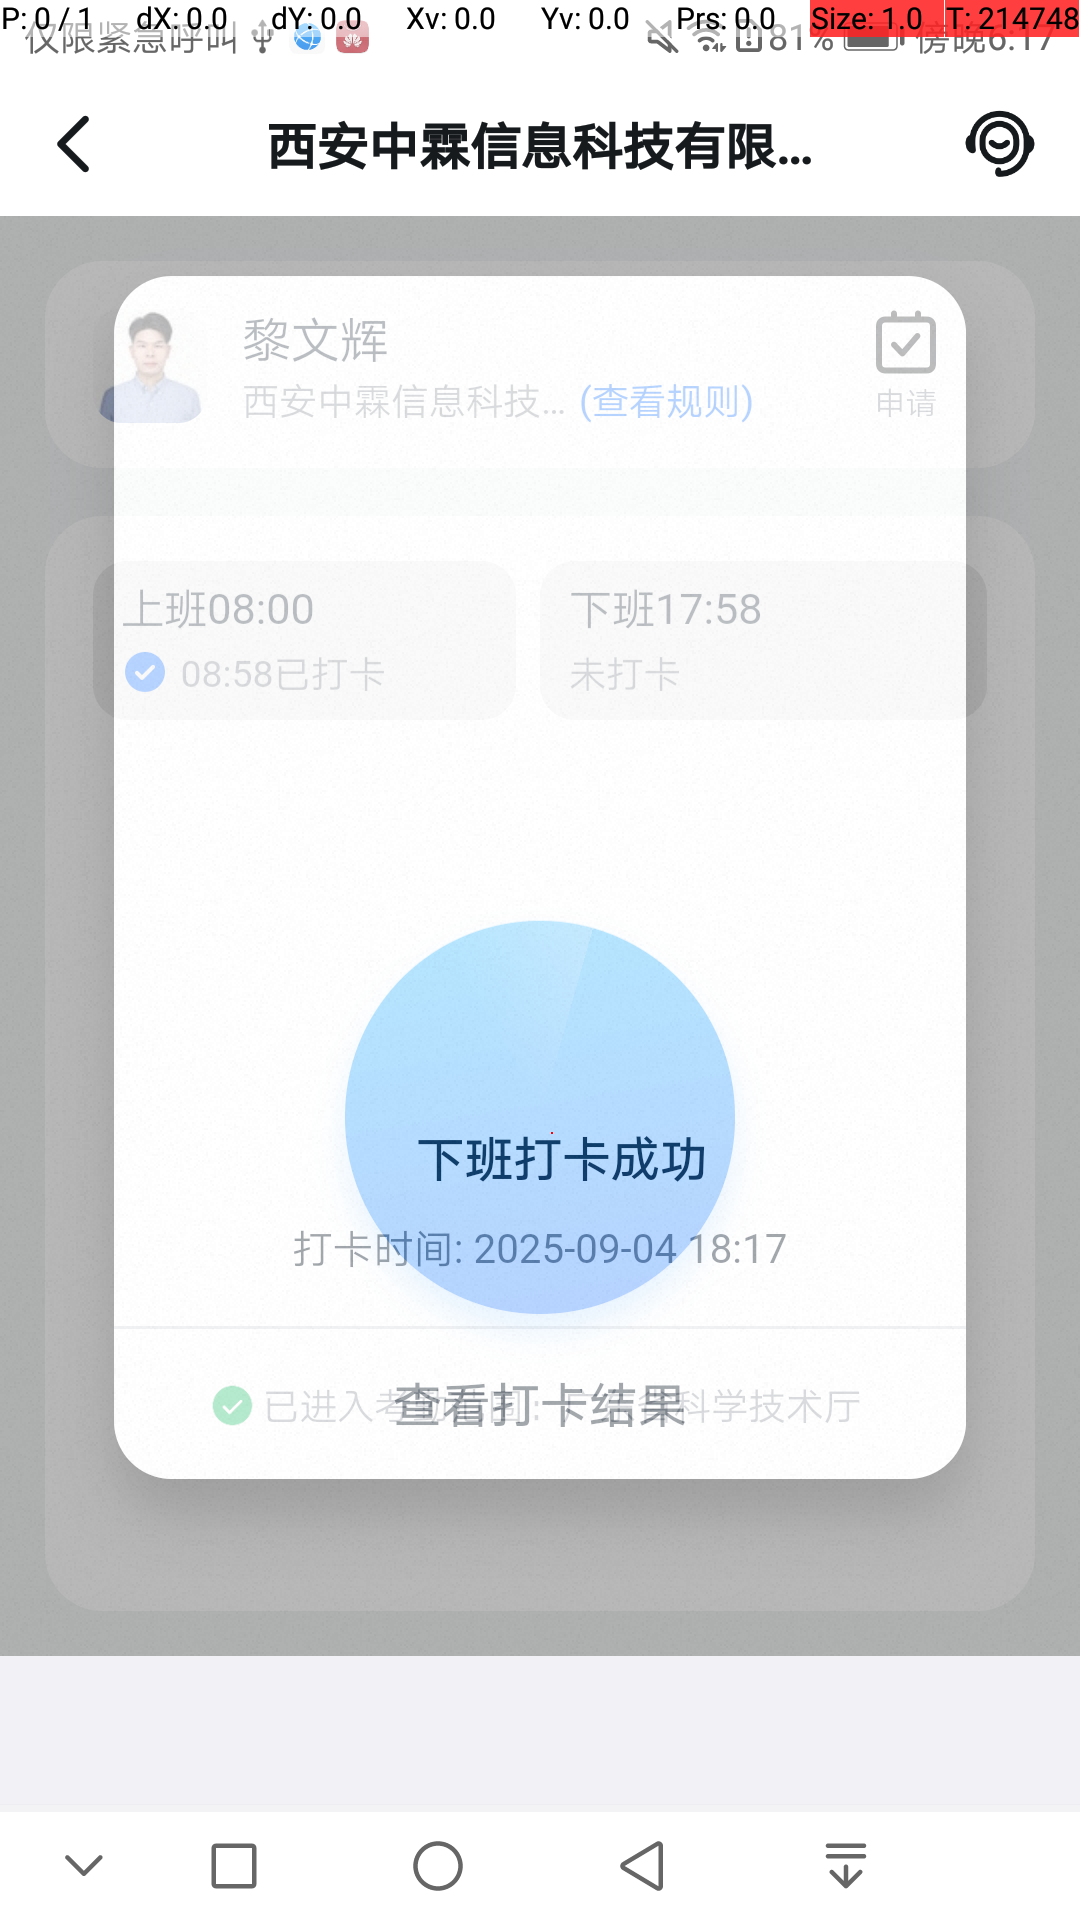 P: 0 / 1 dX: 0.0 dY: 0.0 Xv: 0.0 Yv: 0.0 Prs: 0.0 Size: 1.0 T: 214748
仅限紧急呼叫 81% 傍晚6:17
西安中霖信息科技有限...
黎文辉
西安中霖信息科技... (查看规则)
申请
上班08:00
08:58已打卡
下班17:58
未打卡
下班打卡成功
打卡时间: 2025-09-04 18:17
查看打卡结果
已进入考勤范围：广东省科学技术厅